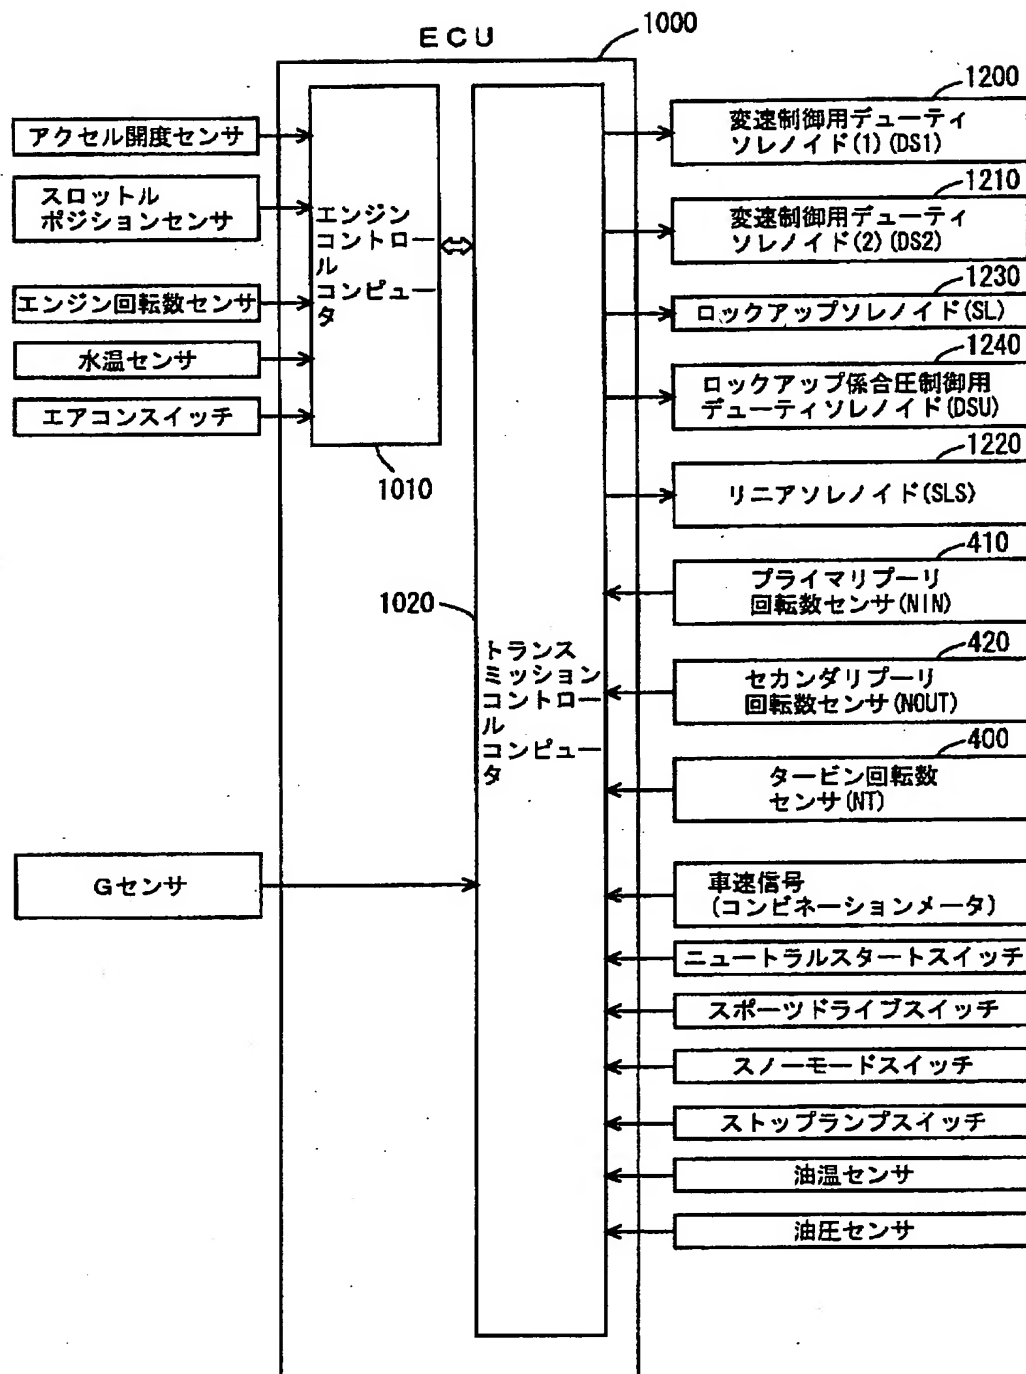 ECU
1000
アクセル開度センサ
スロットル
ポジションセンサ
エンジン回転数センサ
水温センサ
エアコンスイッチ
エンジン
コントロー
ル
コンピュー
タ
1010
Gセンサ
1020
トランス
ミッション
コントロー
ル
コンピュー
タ
1200
変速制御用デューティ
ソレノイド(1)(DS1)
1210
変速制御用デューティ
ソレノイド(2)(DS2)
1230
ロックアップソレノイド(SL)
1240
ロックアップ係合圧制御用
デューティソレノイド(DSU)
1220
リニアソレノイド(SLS)
410
プライマリプーリ
回転数センサ(NIN)
420
セカンダリプーリ
回転数センサ(NOUT)
400
タービン回転数
センサ(NT)
車速信号
(コンビネーションメータ)
ニュートラルスタートスイッチ
スポーツドライブスイッチ
スノーモードスイッチ
ストップランプスイッチ
油温センサ
油圧センサ